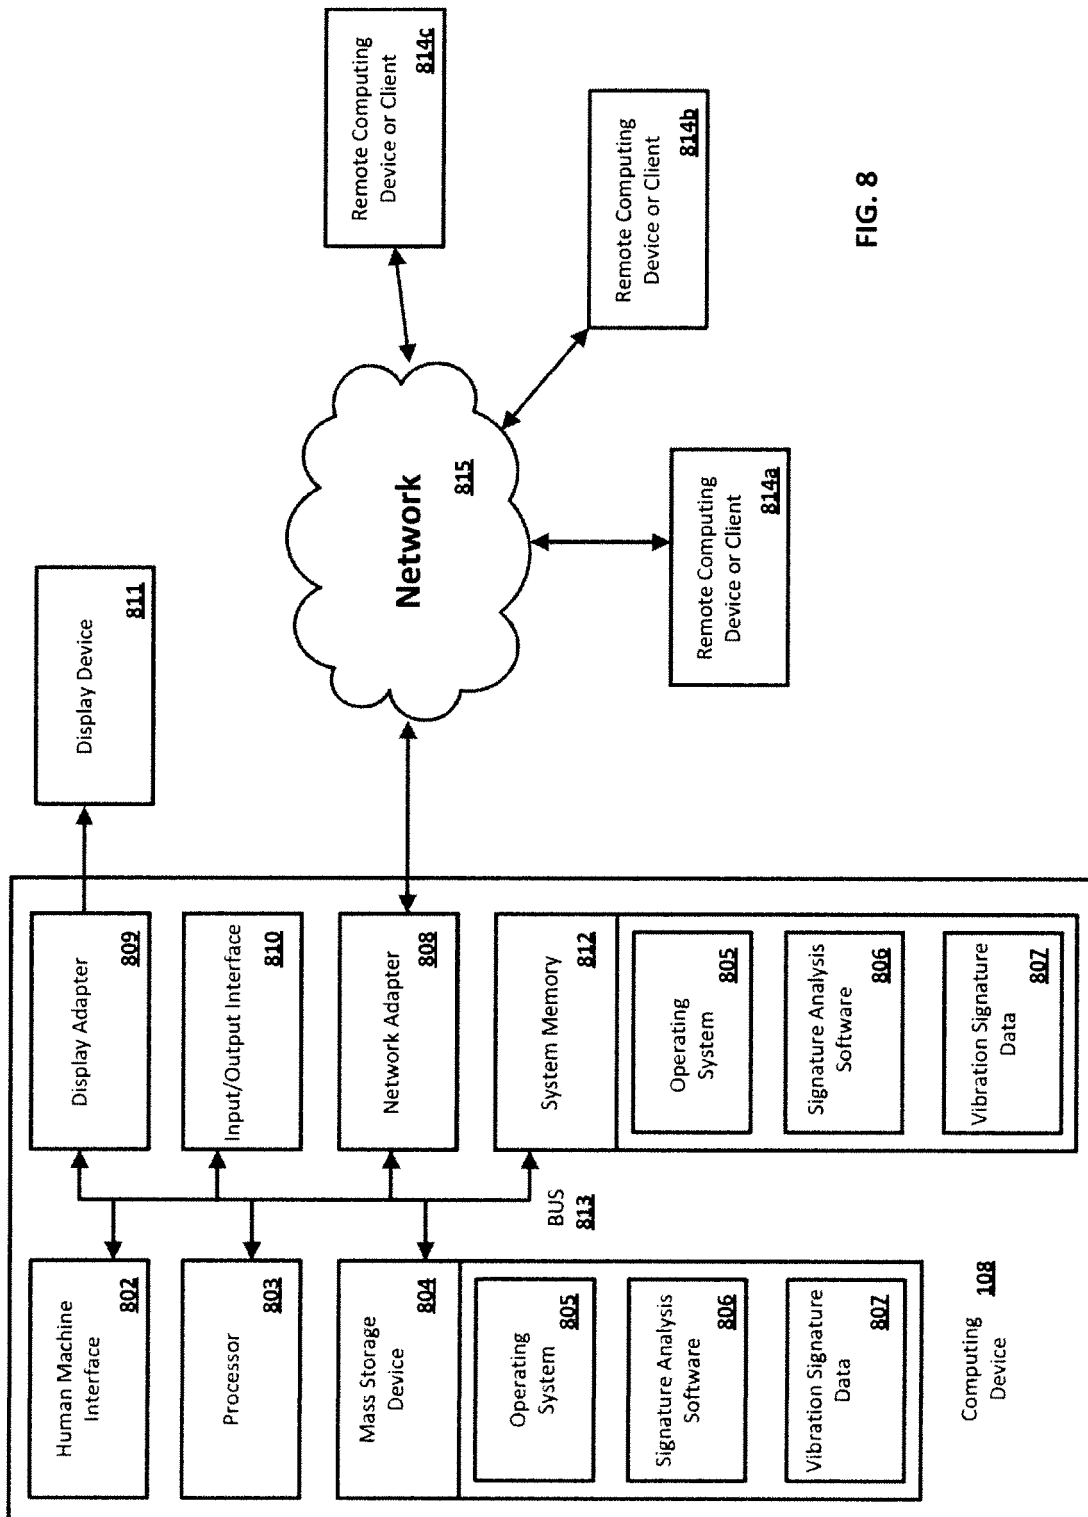 Human Machine
Interface
802
Processor
803
Mass Storage
Device
804
Operating
System
805
Signature Analysis
Software
806
Vibration Signature
Data
807
Computing
Device
108
BUS
813
Display Adapter
809
Input/Output Interface
810
Network Adapter
808
System Memory
812
Operating
System
805
Signature Analysis
Software
806
Vibration Signature
Data
807
Display Device
811
Network
815
Remote Computing
Device or Client
814a
Remote Computing
Device or Client
814b
Remote Computing
Device or Client
814c
FIG. 8